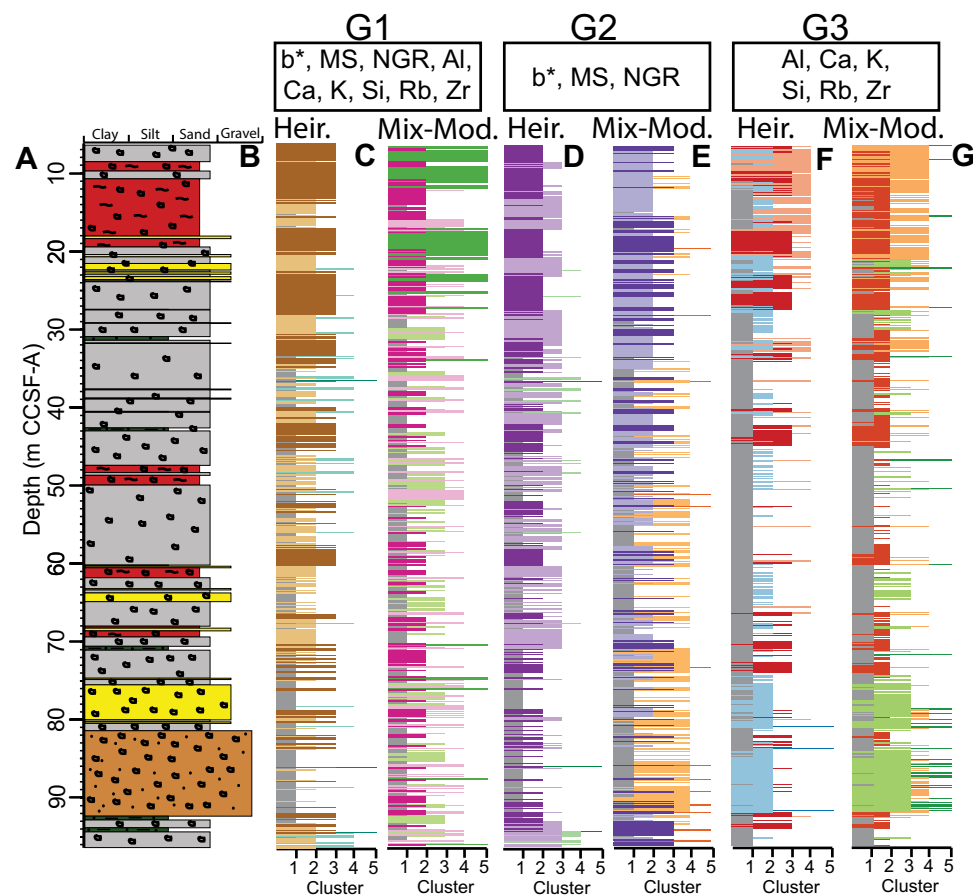 G1
G2
G3
b*, MS, NGR, Al,
Ca, K, Si, Rb, Zr
b*, MS, NGR
Al, Ca, K,
Si, Rb, Zr
Clay Silt Sand Gravel
Heir. Mix-Mod. Heir. Mix-Mod. Heir. Mix-Mod.
A B C D E F G
Depth (m CCSF-A)
10
20
30
40
50
60
70
80
90
1 2 3 4 5 1 2 3 4 5 1 2 3 4 5 1 2 3 4 5 1 2 3 4 5 1 2 3 4 5
Cluster Cluster Cluster Cluster Cluster Cluster